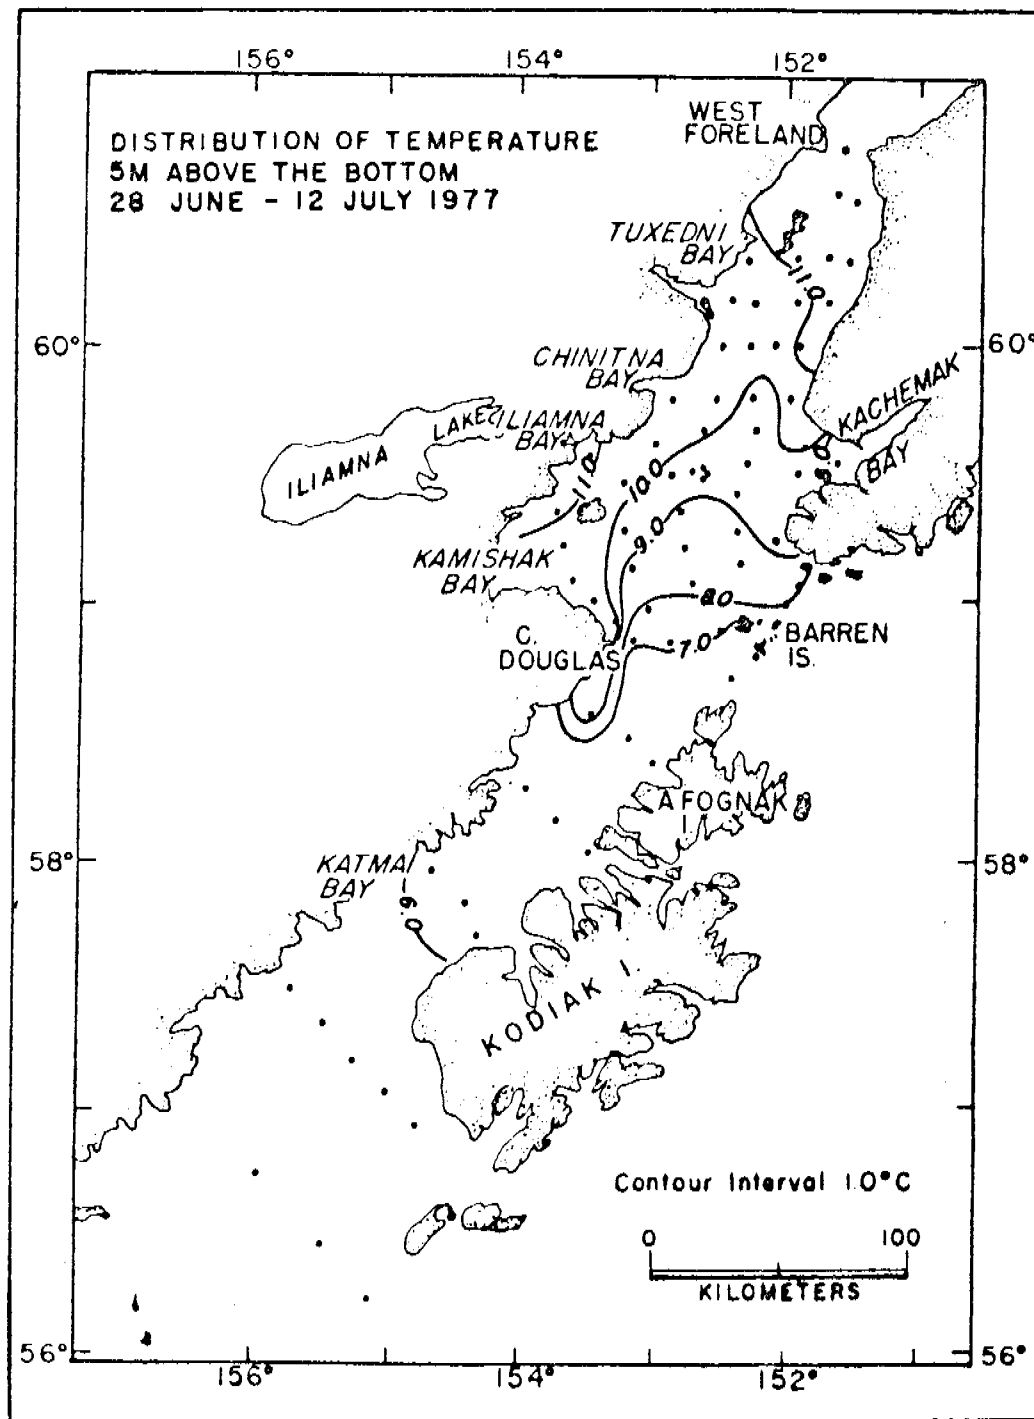 156° 154° 152°
WEST
FORELAND
DISTRIBUTION OF TEMPERATURE
5M ABOVE THE BOTTOM
28 JUNE - 12 JULY 1977
TUXEDNI
BAY
11.0
60° 60°
CHINITNA
BAY
KACHEMAK
BAY
LAKE
ILIAMNA
ILIAMNA
BAY
11.0
10.0
9.0
KAMISHAK
BAY
8.0
C.
DOUGLAS
7.0
BARREN
IS.
AFOGNAK
I.
58° 58°
KATMAI
BAY
6.0
KODIAK I.
Contour Interval 1.0°C
0 100
KILOMETERS
56° 56°
156° 154° 152°